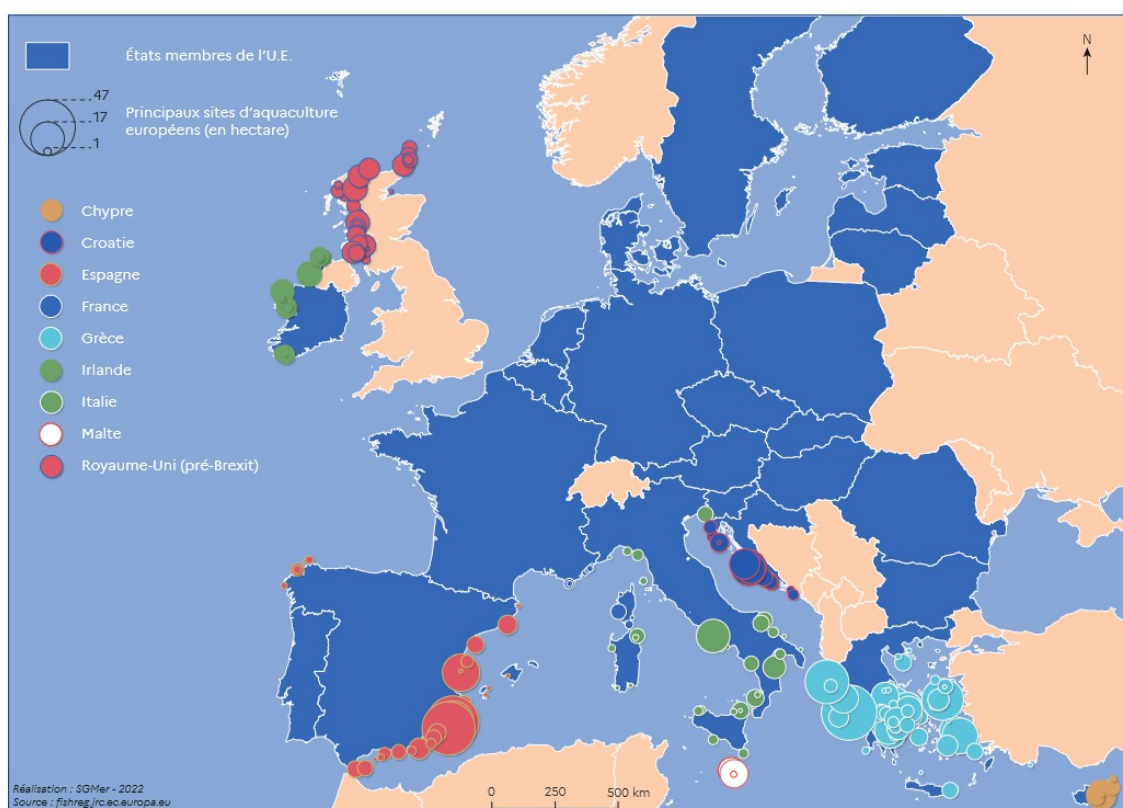 États membres de l'U.E.
47
17
1
Principaux sites d'aquaculture
européens (en hectare)
Chypre
Croatie
Espagne
France
Grèce
Irlande
Italie
Malte
Royaume-Uni (pré-Brexit)
N
Réalisation : SGMer - 2022
Source : fishreg.jrc.ec.europa.eu
0 250 500 km